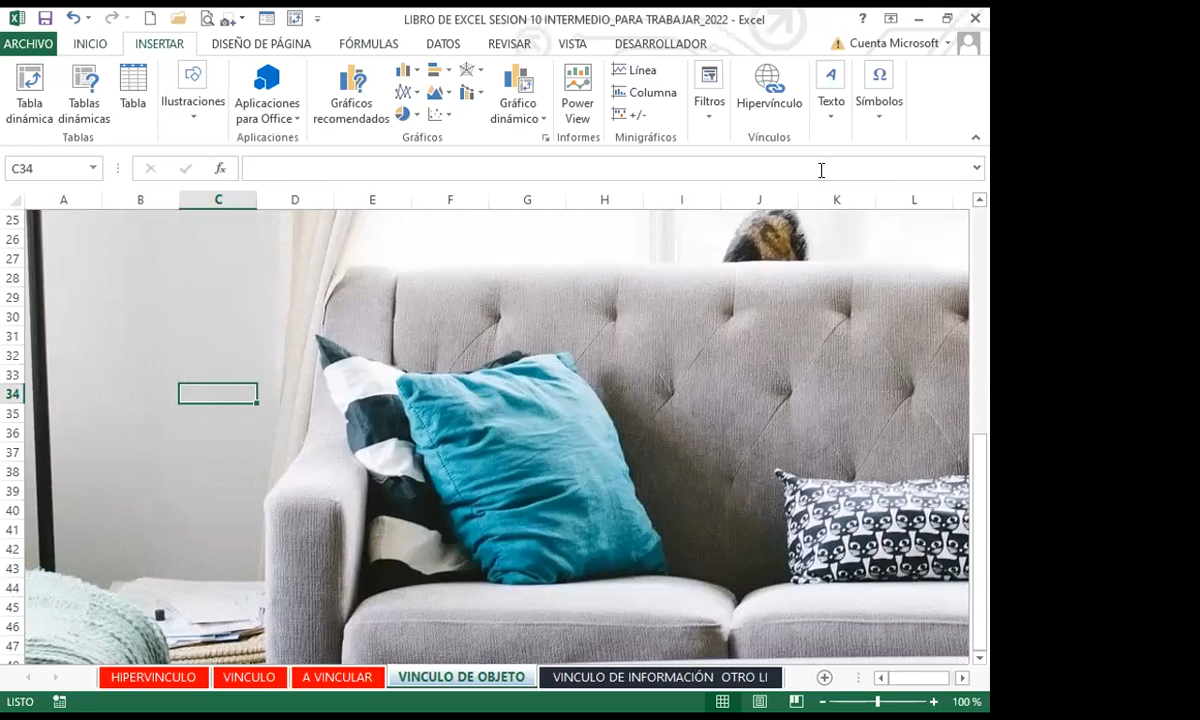 LIBRO DE EXCEL SESION 10 INTERMEDIO_PARA TRABAJAR_2022 - Excel
ARCHIVO INICIO INSERTAR DISEÑO DE PÁGINA FÓRMULAS DATOS REVISAR VISTA DESARROLLADOR Cuenta Microsoft
Tabla dinámica
Tablas dinámicas
Tabla
Ilustraciones
Aplicaciones para Office
Gráficos recomendados
Gráfico dinámico
Power View
Línea
Columna
+/-
Filtros
Hipervínculo
Texto
Símbolos
Tablas Aplicaciones Gráficos Informes Minigráficos Vínculos
C34 fx
A B C D E F G H I J K L
25
26
27
28
29
30
31
32
33
34
35
36
37
38
39
40
41
42
43
44
45
46
47
HIPERVINCULO VINCULO A VINCULAR VINCULO DE OBJETO VINCULO DE INFORMACIÓN OTRO LI
LISTO 100 %